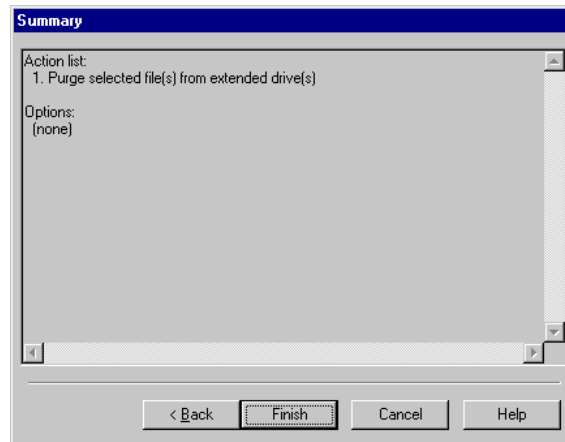 Summary
Action list:
1. Purge selected file(s) from extended drive(s)
Options:
(none)
< Back
Finish
Cancel
Help